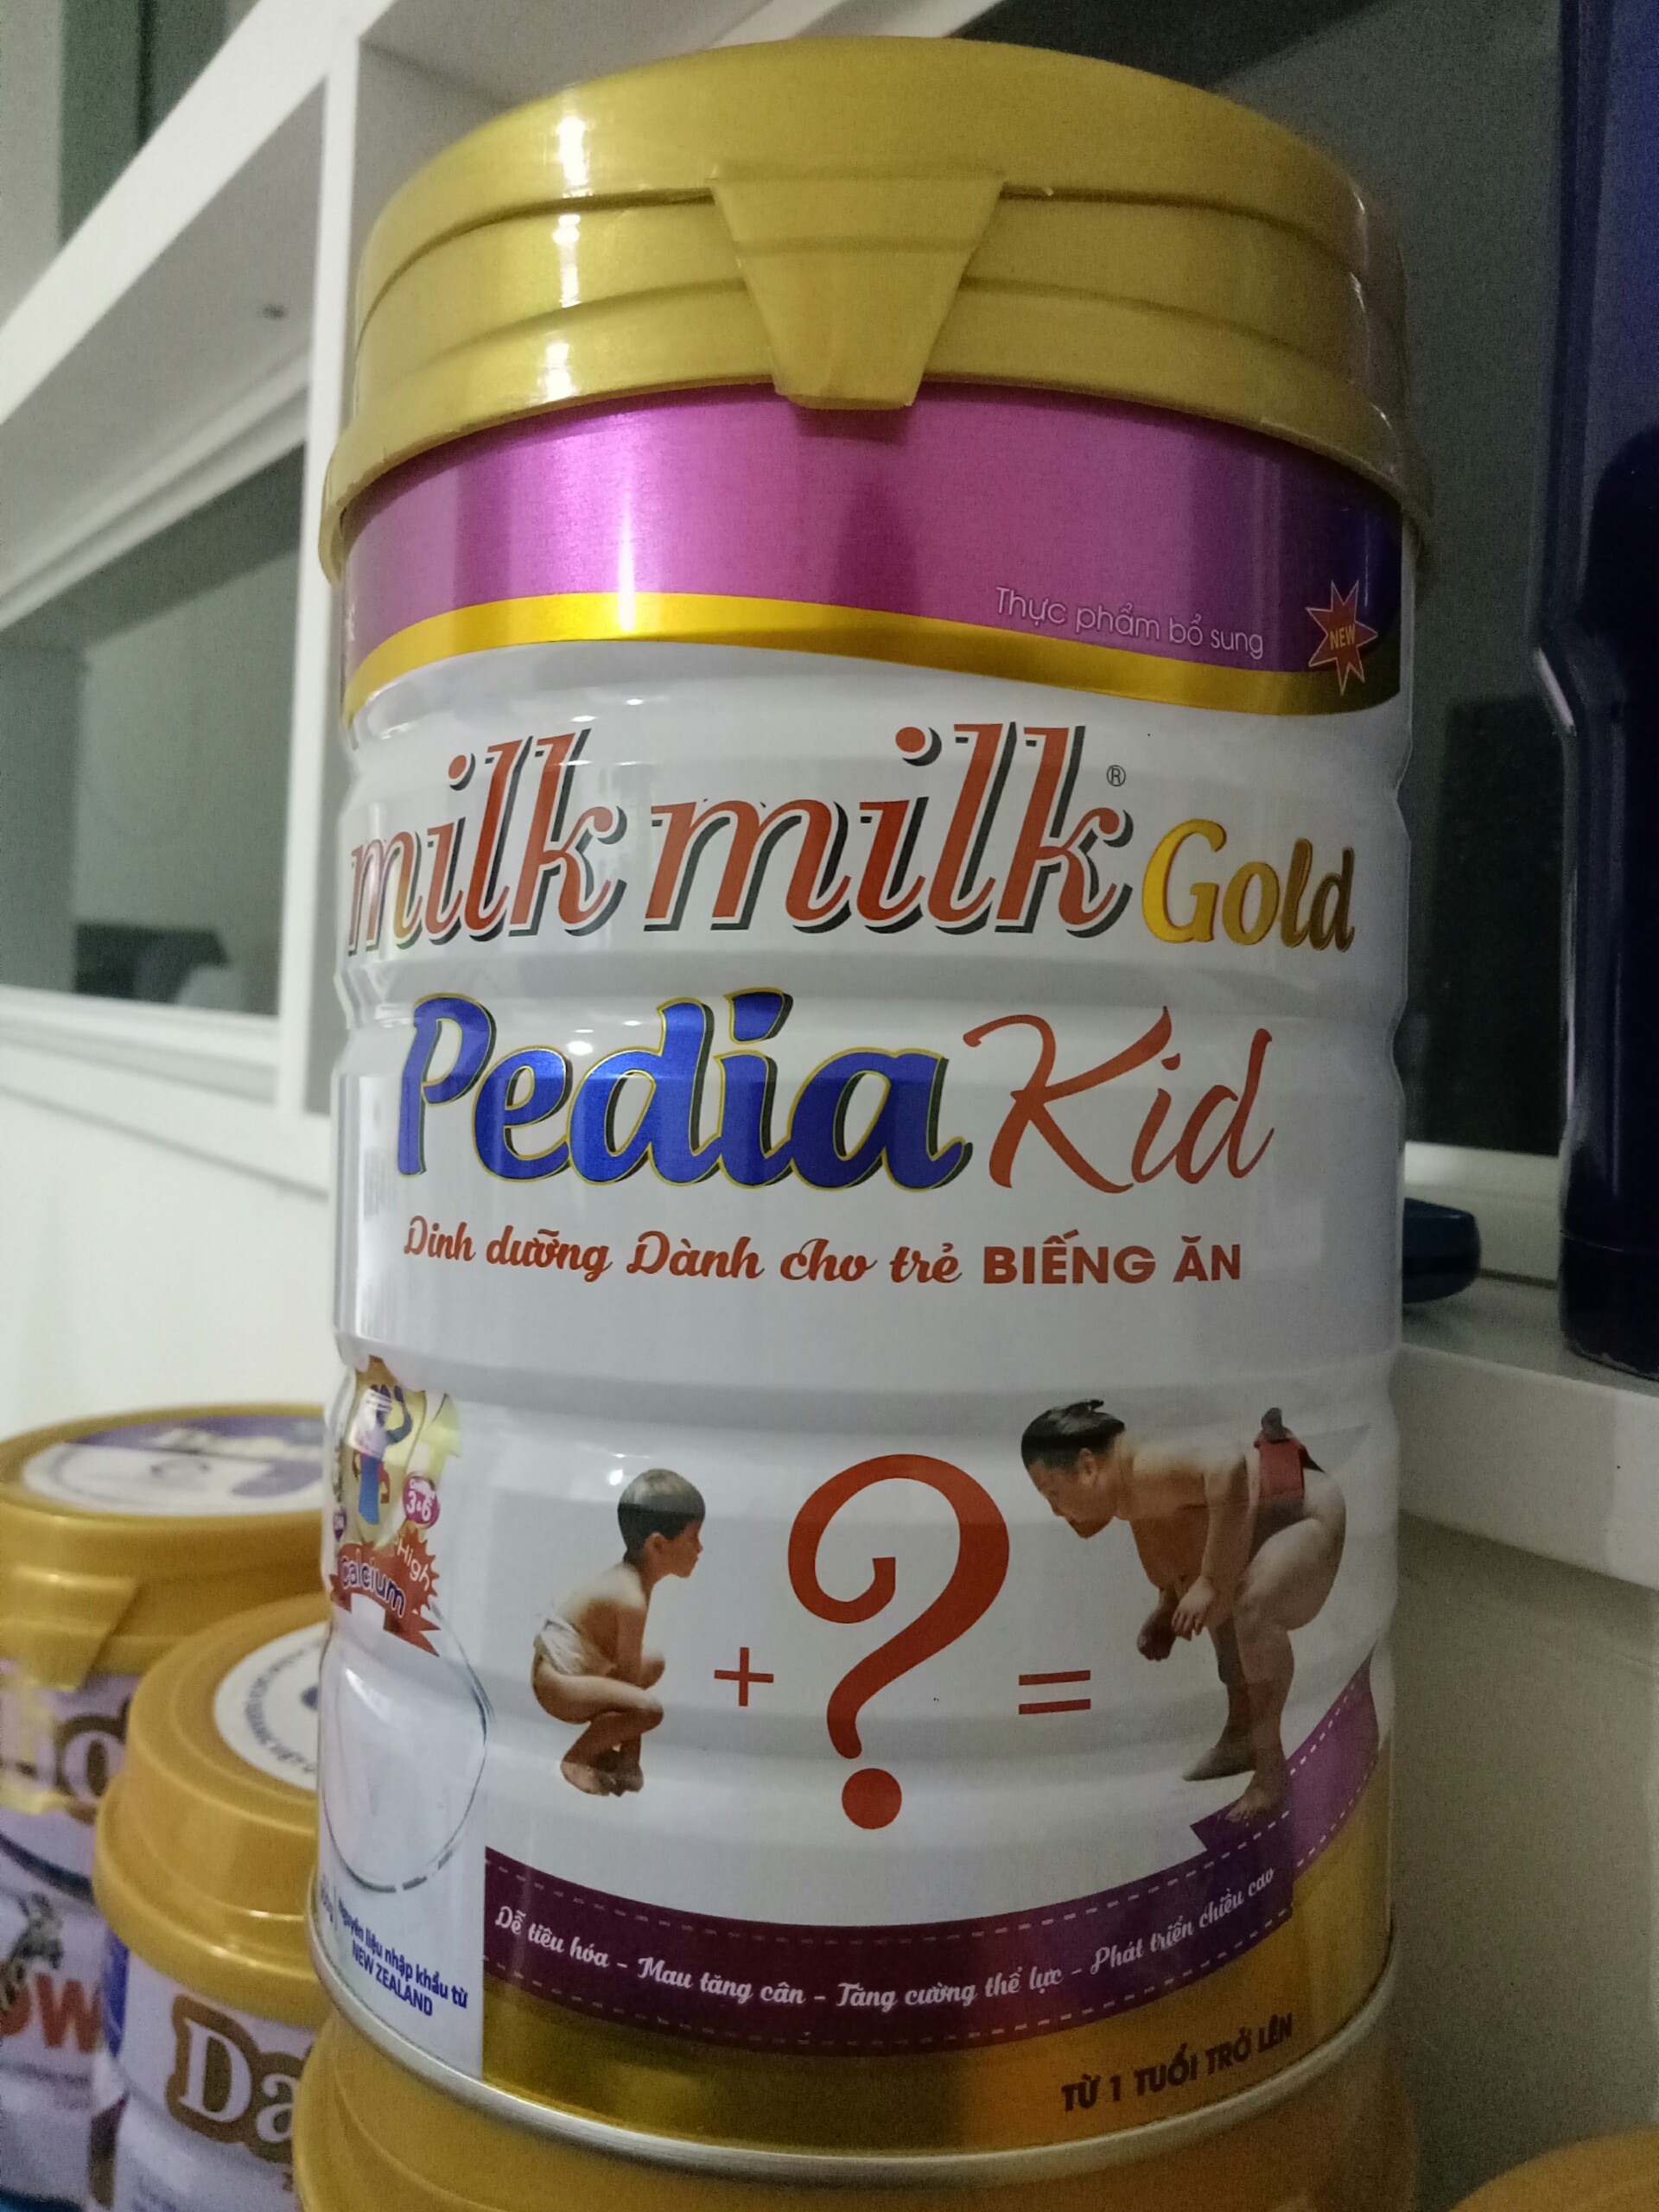 Thực phẩm bổ sung
NEW
milk milk® Gold
Pedia Kid
Dinh dưỡng Dành cho trẻ BIẾNG ĂN
3&6
High
Calcium
+ ? =
Dễ tiêu hóa - Mau tăng cân - Tăng cường thể lực - Phát triển chiều cao
Nguyên liệu nhập khẩu từ
NEW ZEALAND
TỪ 1 TUỔI TRỞ LÊN
Da